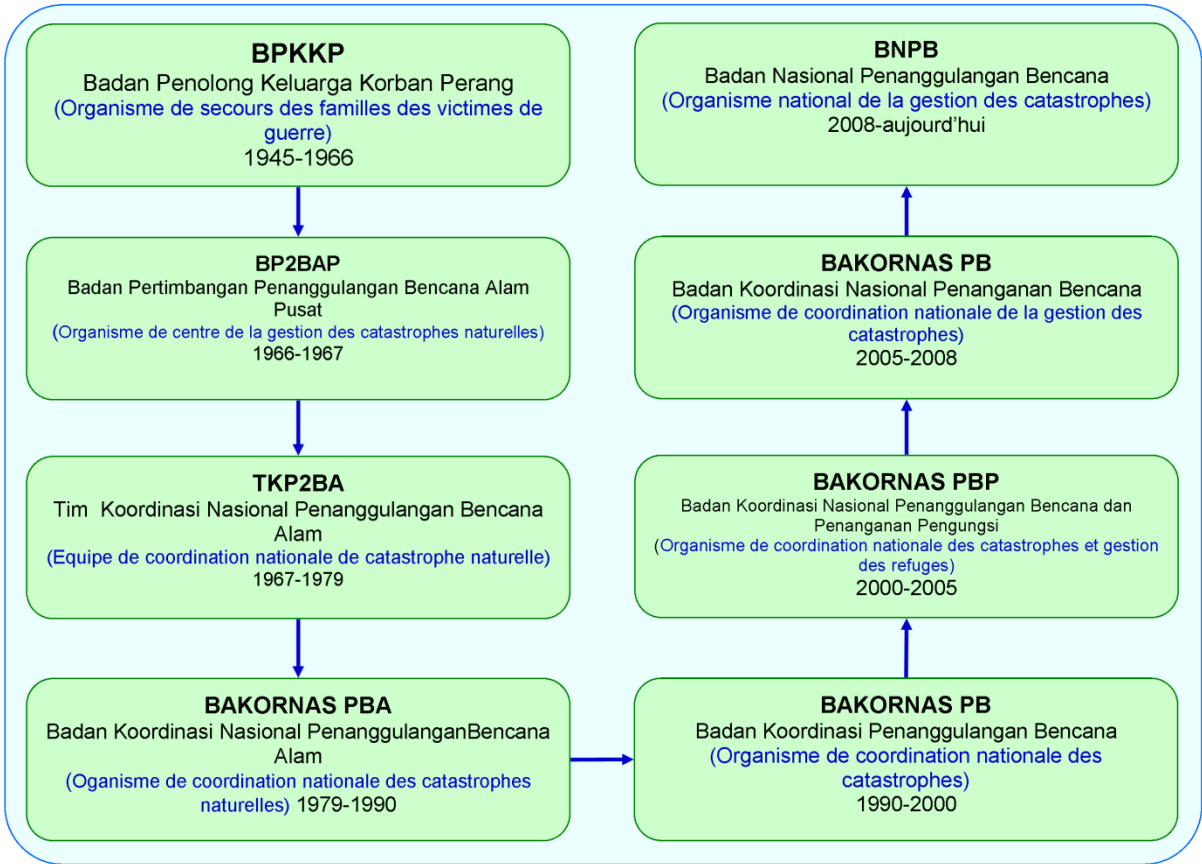 BPKKP
Badan Penolong Keluarga Korban Perang
(Organisme de secours des familles des victimes de
guerre)
1945-1966
BP2BAP
Badan Pertimbangan Penanggulangan Bencana Alam
Pusat
(Organisme de centre de la gestion des catastrophes naturelles)
1966-1967
TKP2BA
Tim Koordinasi Nasional Penanggulangan Bencana
Alam
(Equipe de coordination nationale de catastrophe naturelle)
1967-1979
BAKORNAS PBA
Badan Koordinasi Nasional PenanggulanganBencana
Alam
(Oganisme de coordination nationale des catastrophes
naturelles) 1979-1990
BAKORNAS PB
Badan Koordinasi Penanggulangan Bencana
(Organisme de coordination nationale des
catastrophes)
1990-2000
BAKORNAS PBP
Badan Koordinasi Nasional Penanggulangan Bencana dan
Penanganan Pengungsi
(Organisme de coordination nationale des catastrophes et gestion
des refuges)
2000-2005
BAKORNAS PB
Badan Koordinasi Nasional Penanganan Bencana
(Organisme de coordination nationale de la gestion des
catastrophes)
2005-2008
BNPB
Badan Nasional Penanggulangan Bencana
(Organisme national de la gestion des catastrophes)
2008-aujourd'hui